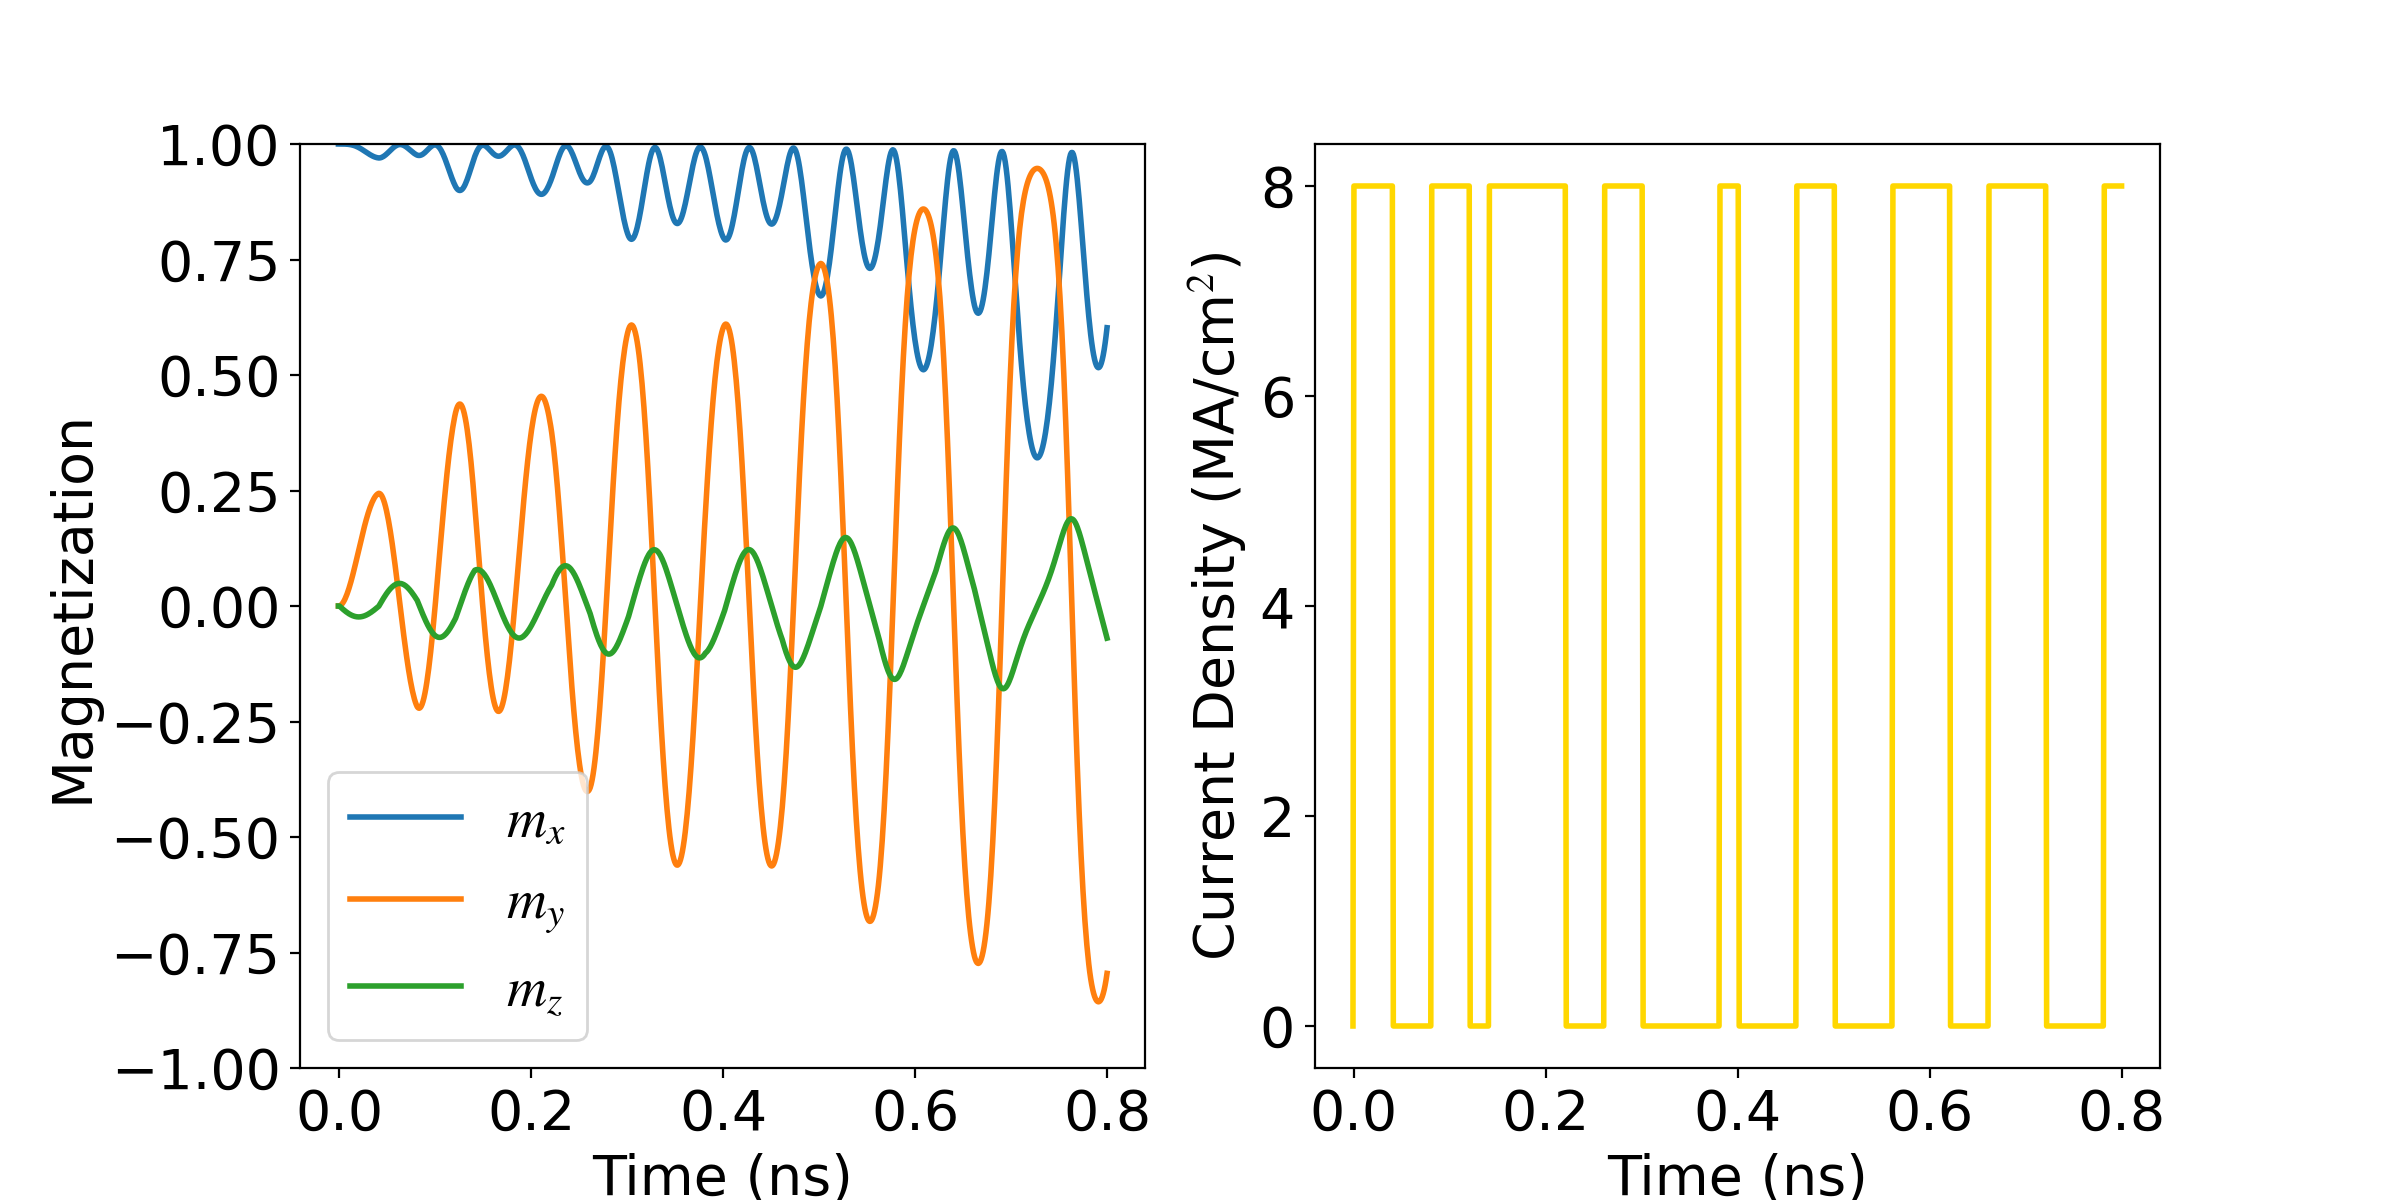 Magnetization
1.00
0.75
0.50
0.25
0.00
−0.25
−0.50
−0.75
−1.00
m_x
m_y
m_z
0.0 0.2 0.4 0.6 0.8
Time (ns)
Current Density (MA/cm²)
8
6
4
2
0
0.0 0.2 0.4 0.6 0.8
Time (ns)